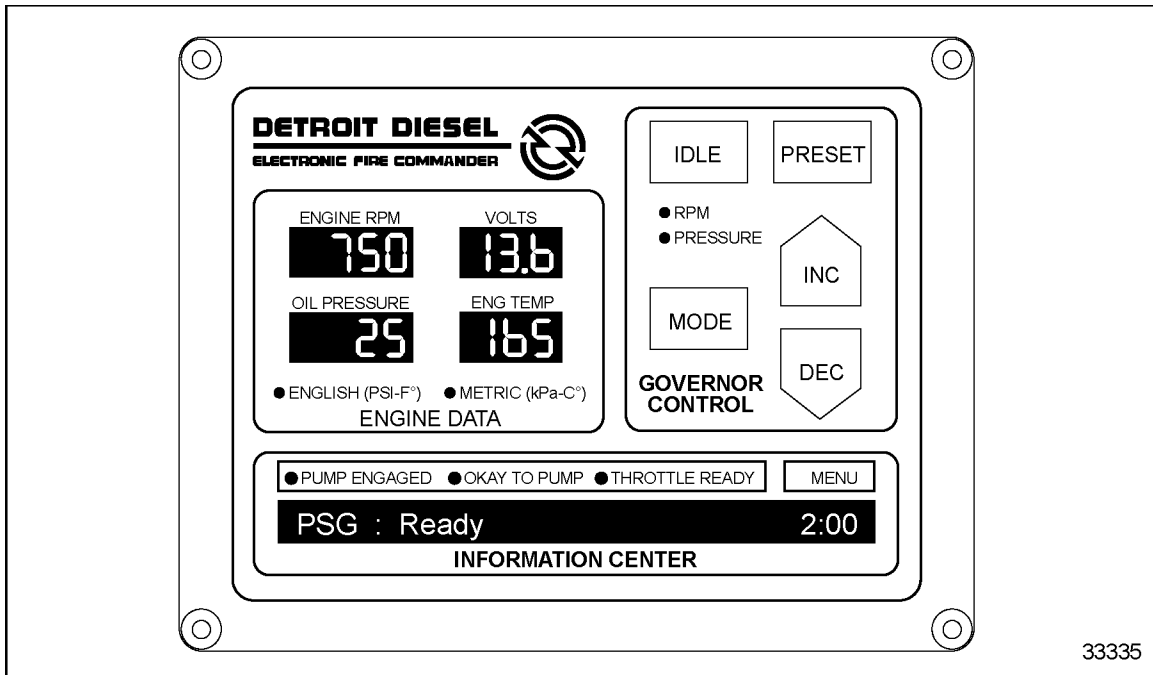 DETROIT DIESEL
ELECTRONIC FIRE COMMANDER
ENGINE RPM VOLTS
750 13.6
OIL PRESSURE ENG TEMP
25 165
ENGLISH (PSI-F°) METRIC (kPa-C°)
ENGINE DATA
IDLE PRESET
RPM
PRESSURE
INC
MODE
DEC
GOVERNOR
CONTROL
PUMP ENGAGED OKAY TO PUMP THROTTLE READY MENU
PSG : Ready 2:00
INFORMATION CENTER
33335